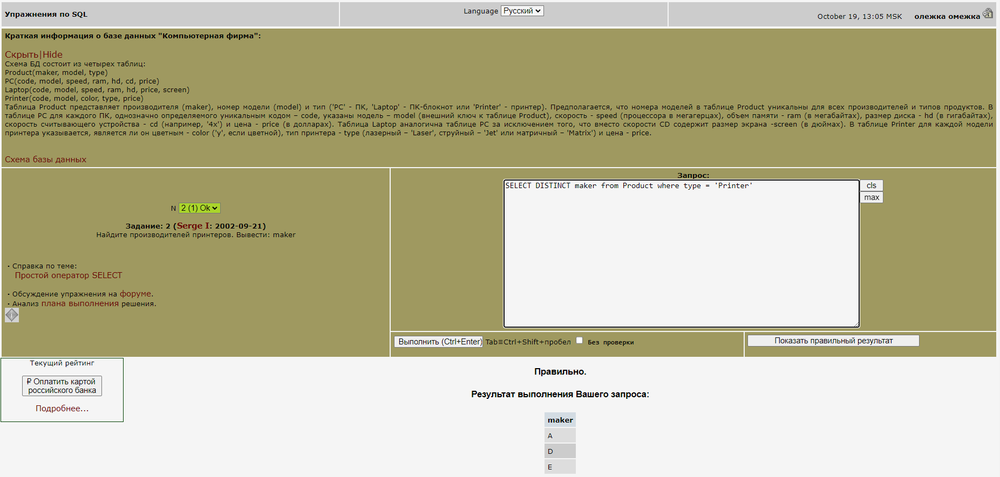 Упражнения по SQL
Language Русский
October 19, 13:05 MSK олежка омежка
Краткая информация о базе данных "Компьютерная фирма":
Скрыть|Hide
Схема БД состоит из четырех таблиц:
Product(maker, model, type)
PC(code, model, speed, ram, hd, cd, price)
Laptop(code, model, speed, ram, hd, price, screen)
Printer(code, model, color, type, price)
Таблица Product представляет производителя (maker), номер модели (model) и тип ('PC' - ПК, 'Laptop' - ПК-блокнот или 'Printer' - принтер). Предполагается, что номера моделей в таблице Product уникальны для всех производителей и типов продуктов. В
таблице PC для каждого ПК, однозначно определяемого уникальным кодом – code, указаны модель – model (внешний ключ к таблице Product), скорость - speed (процессора в мегагерцах), объем памяти - ram (в мегабайтах), размер диска - hd (в гигабайтах),
скорость считывающего устройства - cd (например, '4x') и цена - price (в долларах). Таблица Laptop аналогична таблице РС за исключением того, что вместо скорости CD содержит размер экрана -screen (в дюймах). В таблице Printer для каждой модели
принтера указывается, является ли он цветным - color ('y', если цветной), тип принтера - type (лазерный – 'Laser', струйный – 'Jet' или матричный – 'Matrix') и цена - price.
Схема базы данных
N 2 (1) Ok
Задание: 2 (Serge I: 2002-09-21)
Найдите производителей принтеров. Вывести: maker
· Справка по теме:
Простой оператор SELECT
· Обсуждение упражнения на форуме.
· Анализ плана выполнения решения.
Запрос:
SELECT DISTINCT maker from Product where type = 'Printer'
cls
max
Выполнить (Ctrl+Enter) Tab≡Ctrl+Shift+пробел Без проверки
Показать правильный результат
Текущий рейтинг
₽ Оплатить картой
российского банка
Подробнее...
Правильно.
Результат выполнения Вашего запроса:
maker
A
D
E